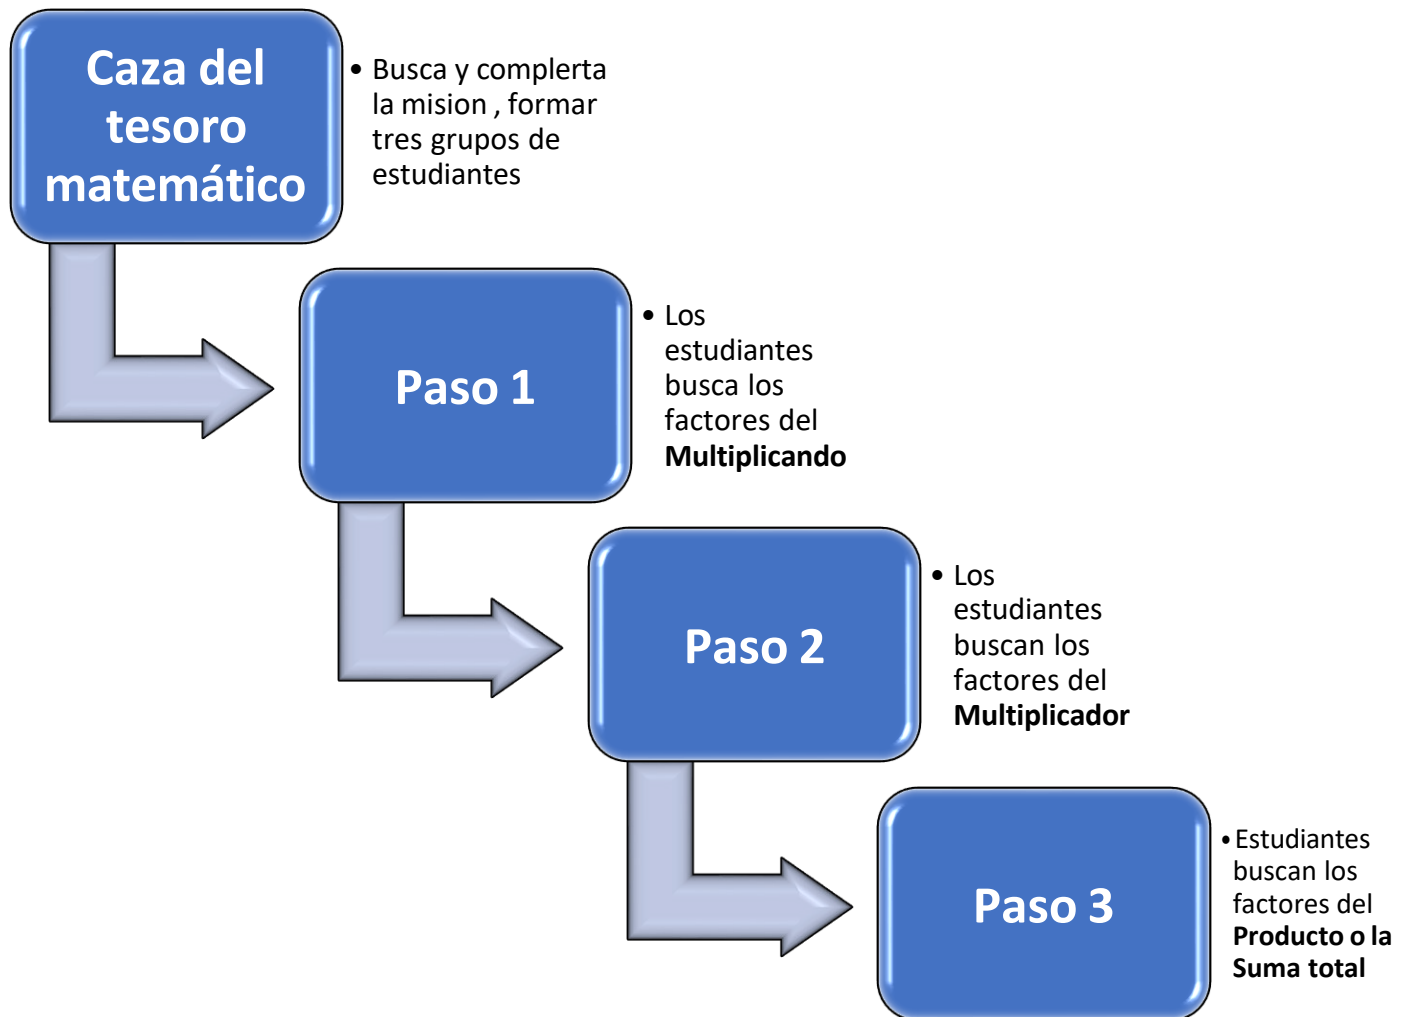 Caza del
tesoro
matemático
• Busca y complerta
la mision , formar
tres grupos de
estudiantes
Paso 1
• Los
estudiantes
busca los
factores del
Multiplicando
Paso 2
• Los
estudiantes
buscan los
factores del
Multiplicador
Paso 3
• Estudiantes
buscan los
factores del
Producto o la
Suma total